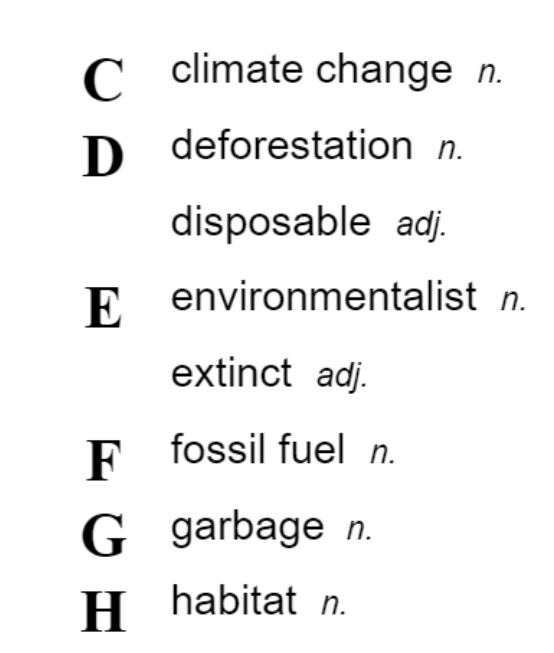 C climate change n.
D deforestation n.
disposable adj.
E environmentalist n.
extinct adj.
F fossil fuel n.
G garbage n.
H habitat n.